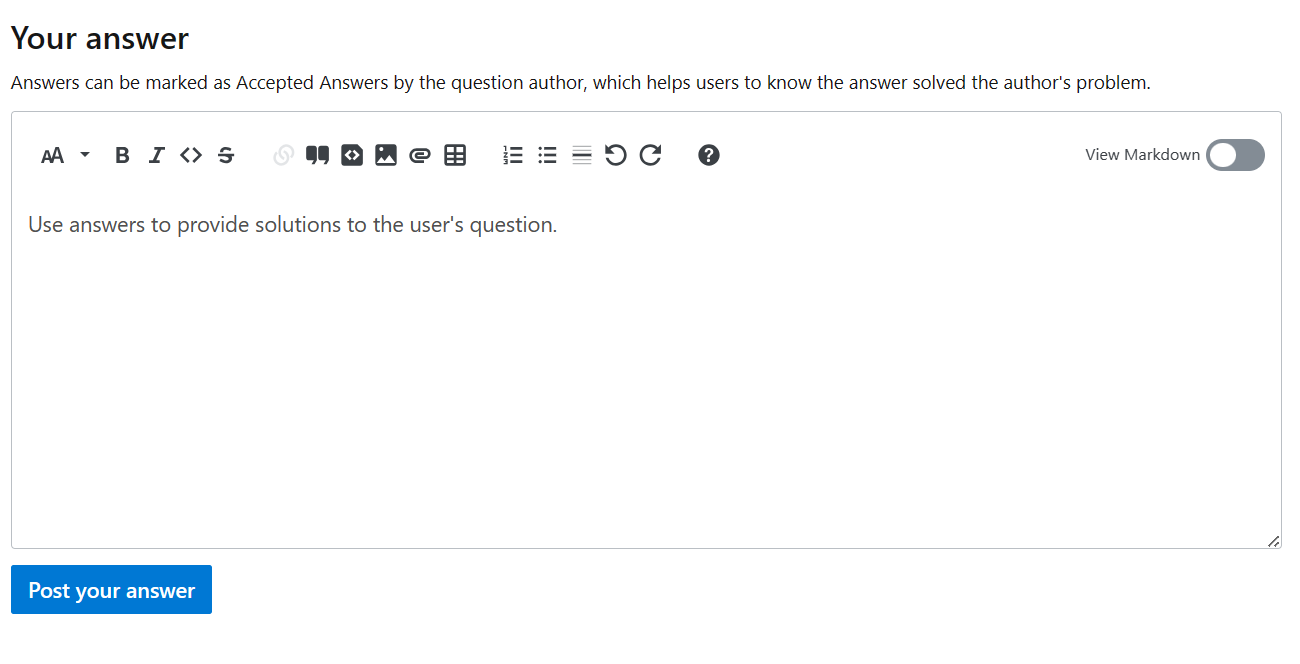 Your answer
Answers can be marked as Accepted Answers by the question author, which helps users to know the answer solved the author's problem.
View Markdown
Use answers to provide solutions to the user's question.
Post your answer